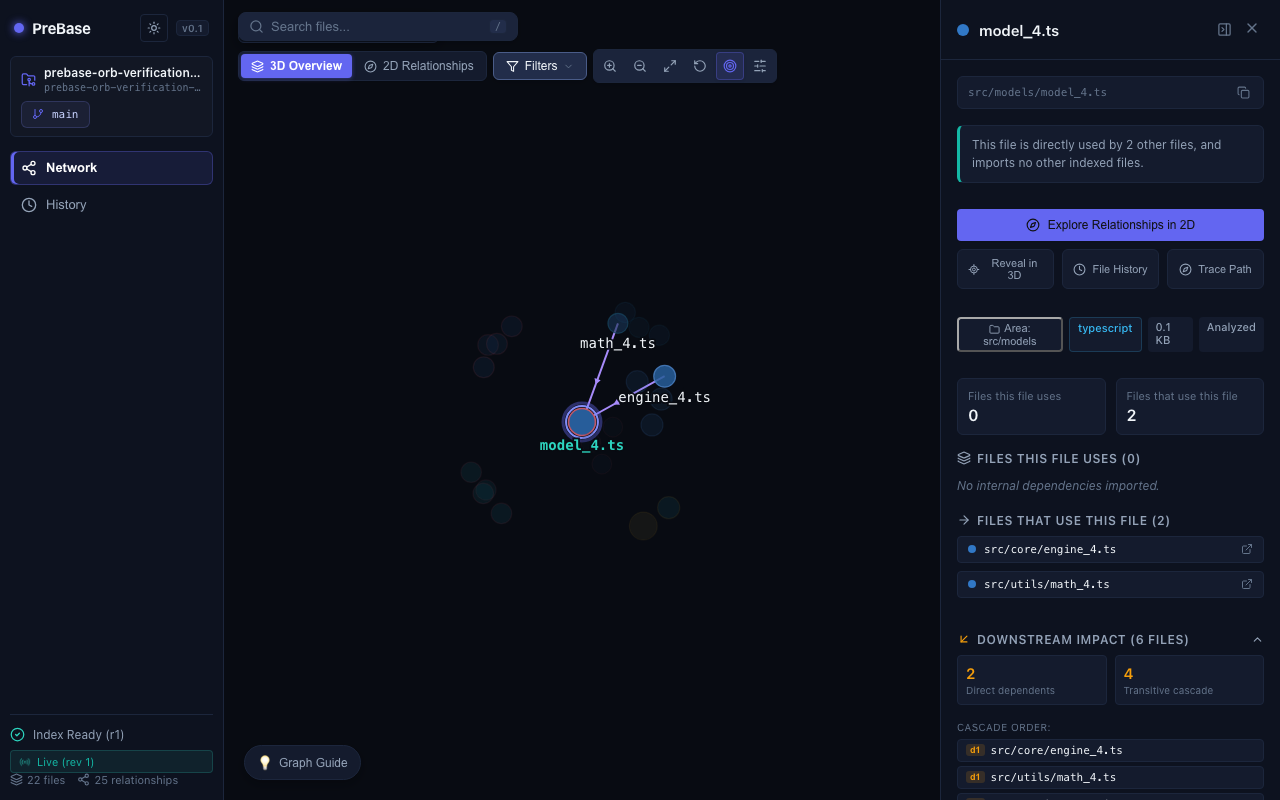 PreBase
v0.1
prebase-orb-verification...
prebase-orb-verification-...
main
Network
History
Index Ready (r1)
Live (rev 1)
22 files
25 relationships
Search files...
/
3D Overview
2D Relationships
Filters
math_4.ts
engine_4.ts
model_4.ts
Graph Guide
model_4.ts
src/models/model_4.ts
This file is directly used by 2 other files, and
imports no other indexed files.
Explore Relationships in 2D
Reveal in
3D
File History
Trace Path
Area:
src/models
typescript
0.1
KB
Analyzed
Files this file uses
0
Files that use this file
2
FILES THIS FILE USES (0)
No internal dependencies imported.
FILES THAT USE THIS FILE (2)
src/core/engine_4.ts
src/utils/math_4.ts
DOWNSTREAM IMPACT (6 FILES)
2
Direct dependents
4
Transitive cascade
CASCADE ORDER:
d1 src/core/engine_4.ts
d1 src/utils/math_4.ts